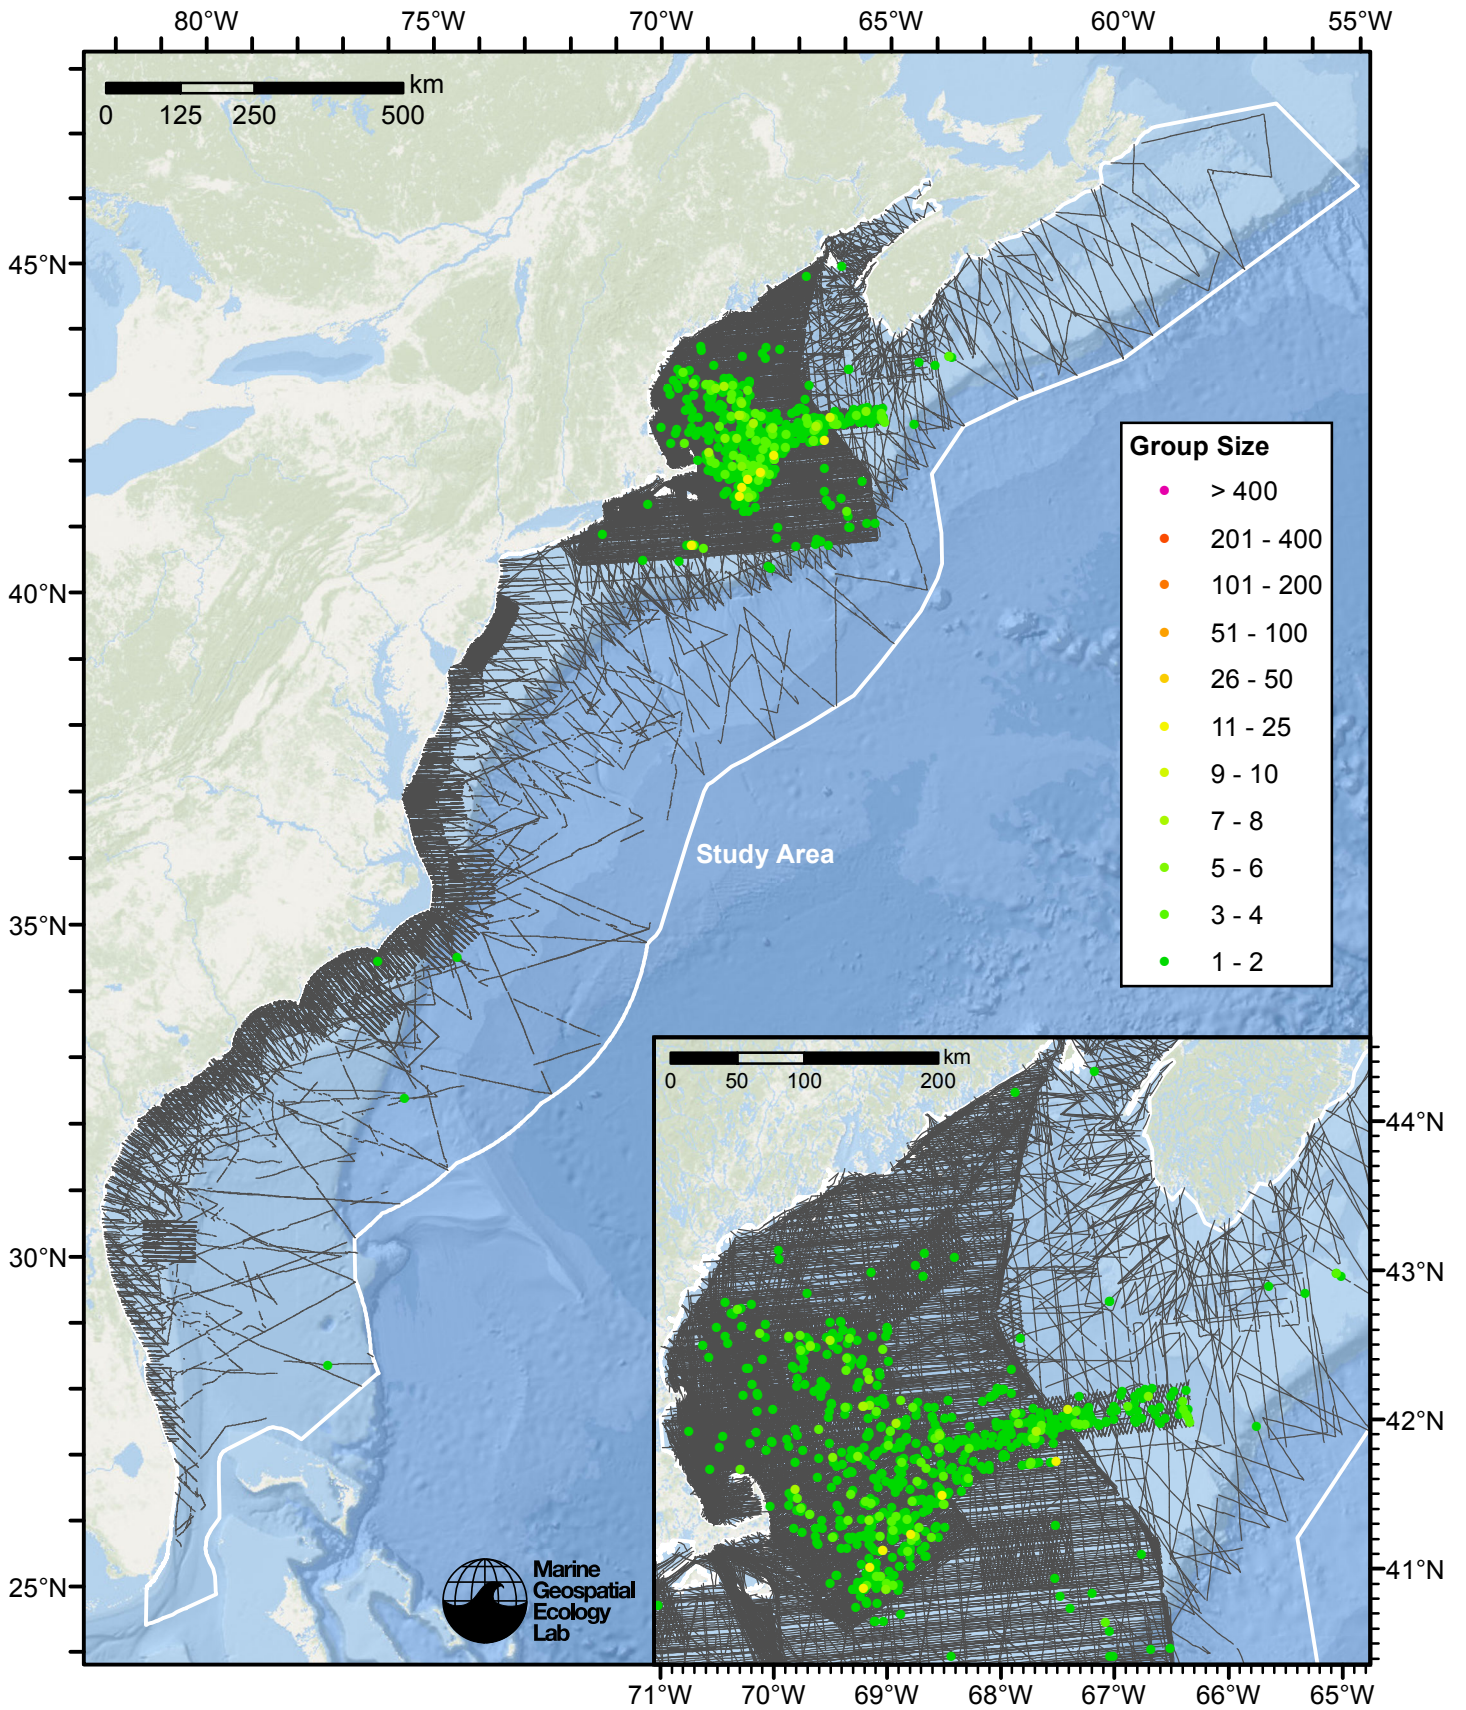 80°W 75°W 70°W 65°W 60°W 55°W
km
0 125 250 500
45°N
40°N
35°N
30°N
25°N
Study Area
Group Size
> 400
201 - 400
101 - 200
51 - 100
26 - 50
11 - 25
9 - 10
7 - 8
5 - 6
3 - 4
1 - 2
km
0 50 100 200
44°N
43°N
42°N
41°N
71°W 70°W 69°W 68°W 67°W 66°W 65°W
Marine
Geospatial
Ecology
Lab